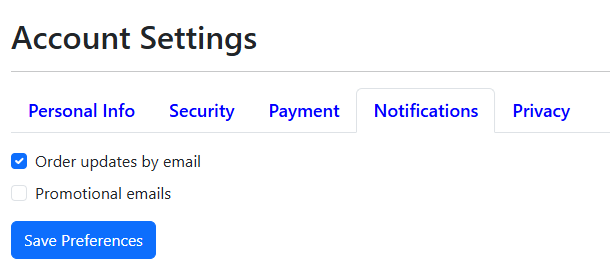 Account Settings
Personal Info Security Payment Notifications Privacy
Order updates by email
Promotional emails
Save Preferences